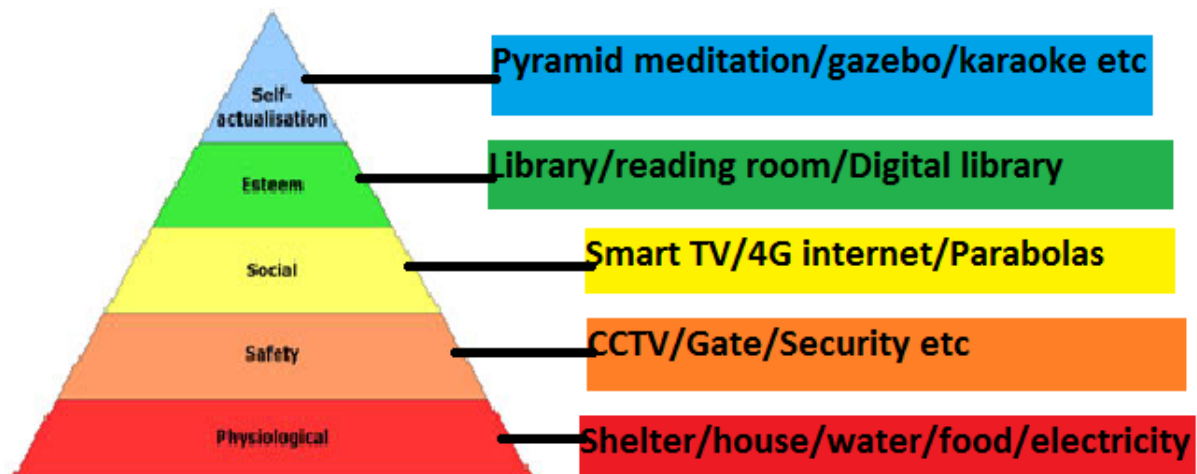 Pyramid meditation/gazebo/karaoke etc
Self-
actualisation
Library/reading room/Digital library
Esteem
Smart TV/4G internet/Parabolas
Social
CCTV/Gate/Security etc
Safety
Shelter/house/water/food/electricity
Physiological